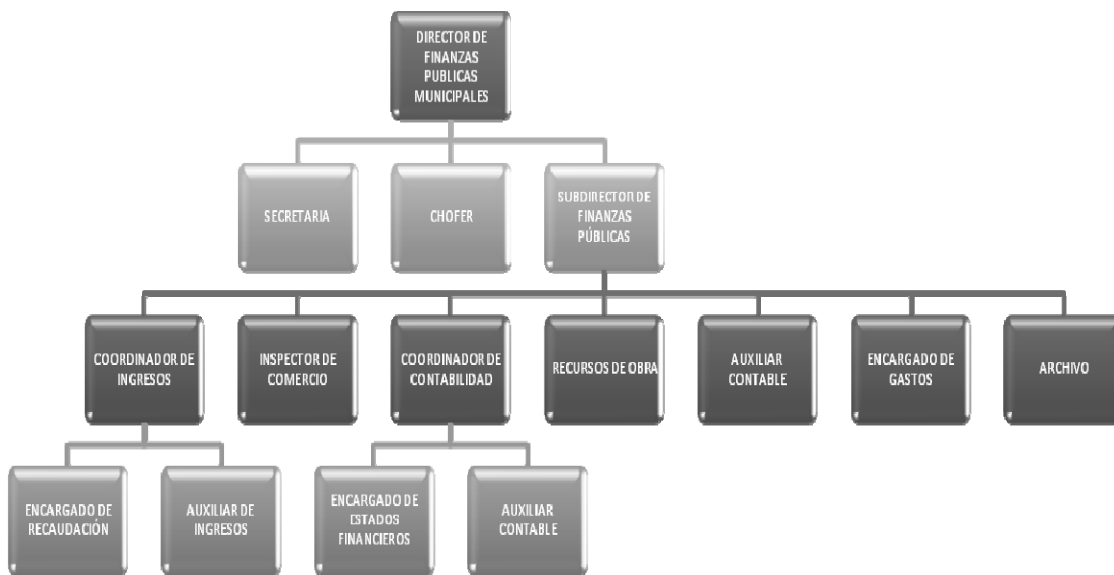 DIRECTOR DE
FINANZAS
PUBLICAS
MUNICIPALES
SECRETARIA
CHOFER
SUBDIRECTOR DE
FINANZAS
PÚBLICAS
COORDINADOR DE
INGRESOS
INSPECTOR DE
COMERCIO
COORDINADOR DE
CONTABILIDAD
RECURSOS DE OBRA
AUXILIAR
CONTABLE
ENCARGADO DE
GASTOS
ARCHIVO
ENCARGADO DE
RECAUDACIÓN
AUXILIAR DE
INGRESOS
ENCARGADO DE
ESTADOS
FINANCIEROS
AUXILIAR
CONTABLE